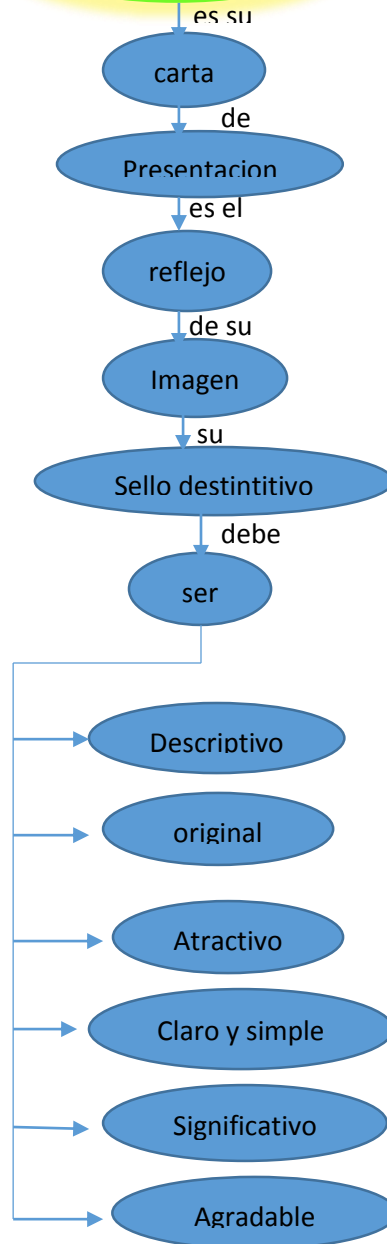 es su
carta
de
Presentacion
es el
reflejo
de su
Imagen
su
Sello destintitivo
debe
ser
Descriptivo
original
Atractivo
Claro y simple
Significativo
Agradable